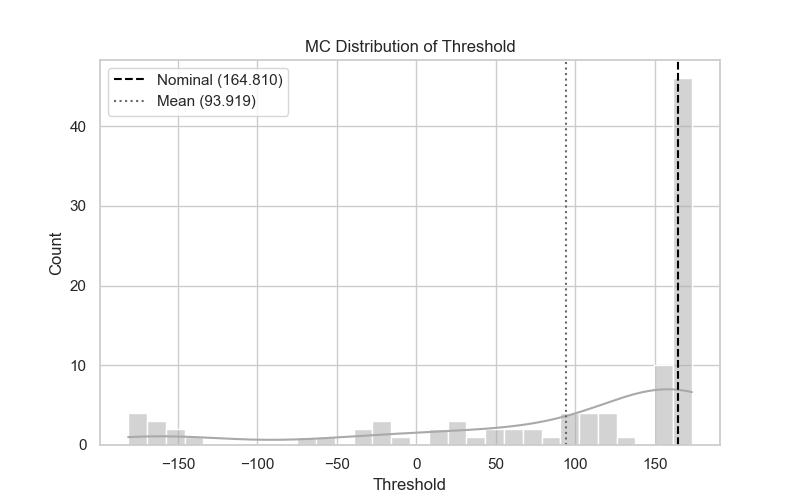 MC Distribution of Threshold
Nominal (164.810)
Mean (93.919)
Count
40
30
20
10
0
−150
−100
−50
0
50
100
150
Threshold